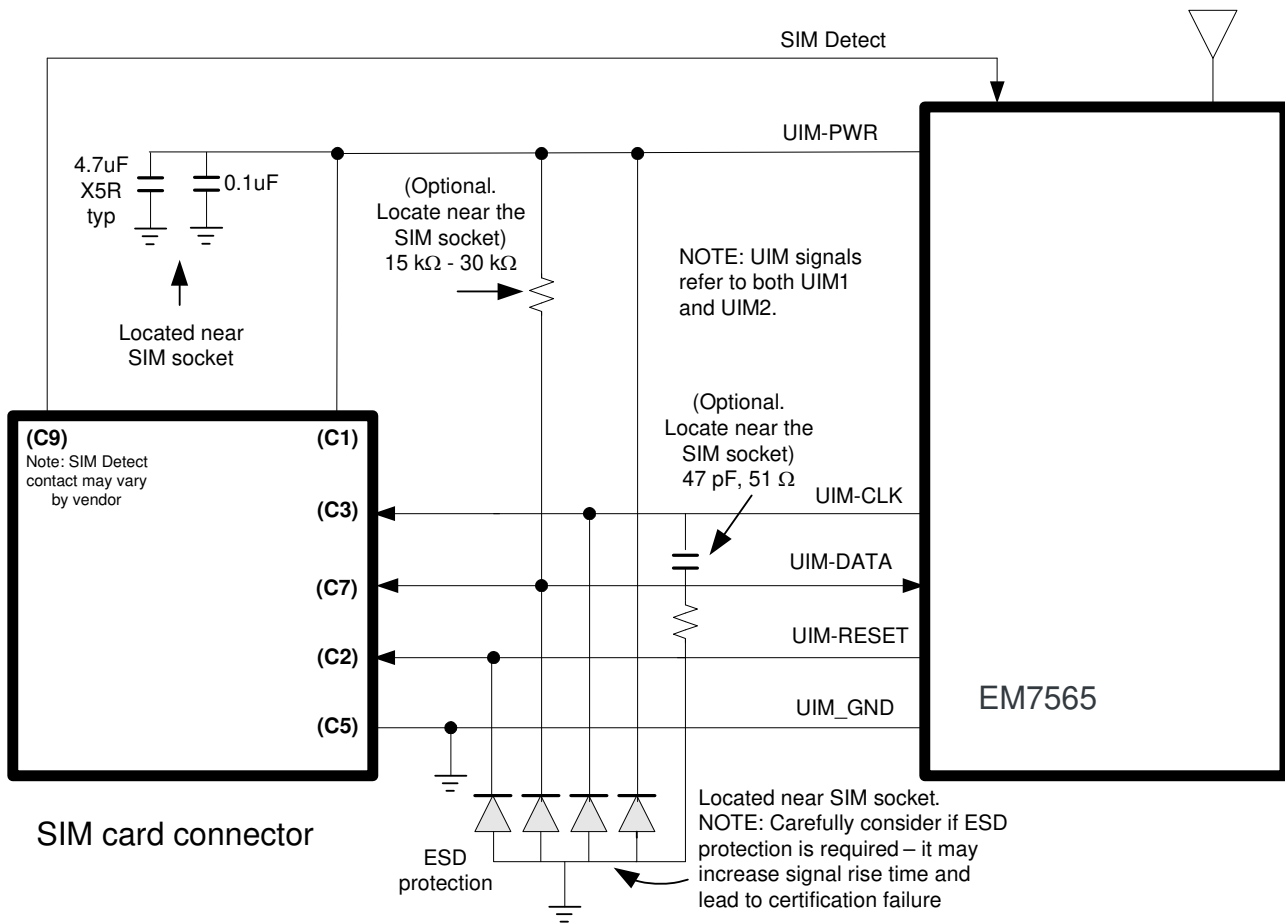 SIM Detect
UIM-PWR
4.7uF
X5R
typ
0.1uF
(Optional.
Locate near the
SIM socket)
15 kΩ - 30 kΩ
NOTE: UIM signals
refer to both UIM1
and UIM2.
Located near
SIM socket
(Optional.
Locate near the
SIM socket)
47 pF, 51 Ω
(C9)
Note: SIM Detect
contact may vary
by vendor
(C1)
(C3)
(C7)
(C2)
(C5)
UIM-CLK
UIM-DATA
UIM-RESET
UIM_GND
EM7565
SIM card connector
ESD
protection
Located near SIM socket.
NOTE: Carefully consider if ESD
protection is required – it may
increase signal rise time and
lead to certification failure